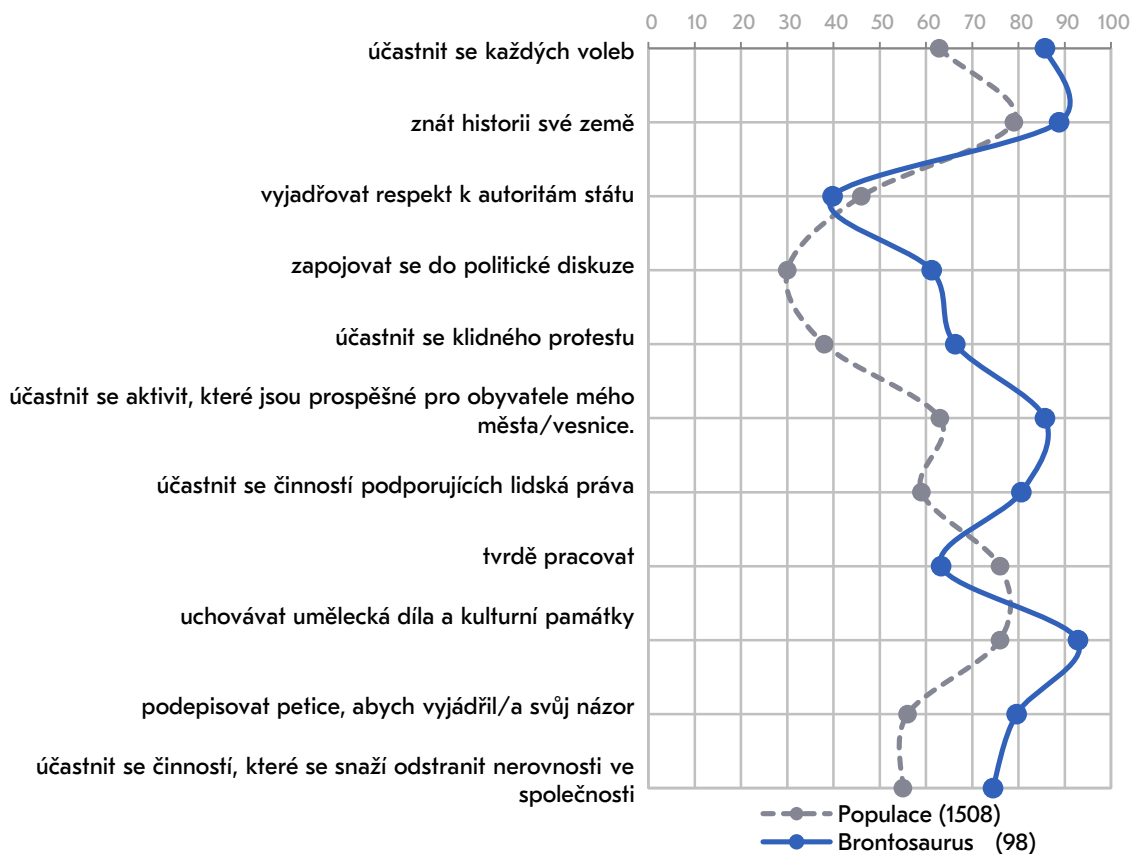 0 10 20 30 40 50 60 70 80 90 100
účastnit se každých voleb
znát historii své země
vyjadřovat respekt k autoritám státu
zapojovat se do politické diskuze
účastnit se klidného protestu
účastnit se aktivit, které jsou prospěšné pro obyvatele mého
města/vesnice.
účastnit se činností podporujících lidská práva
tvrdě pracovat
uchovávat umělecká díla a kulturní památky
podepisovat petice, abych vyjádřil/a svůj názor
účastnit se činností, které se snaží odstranit nerovnosti ve
společnosti
Populace (1508)
Brontosaurus (98)